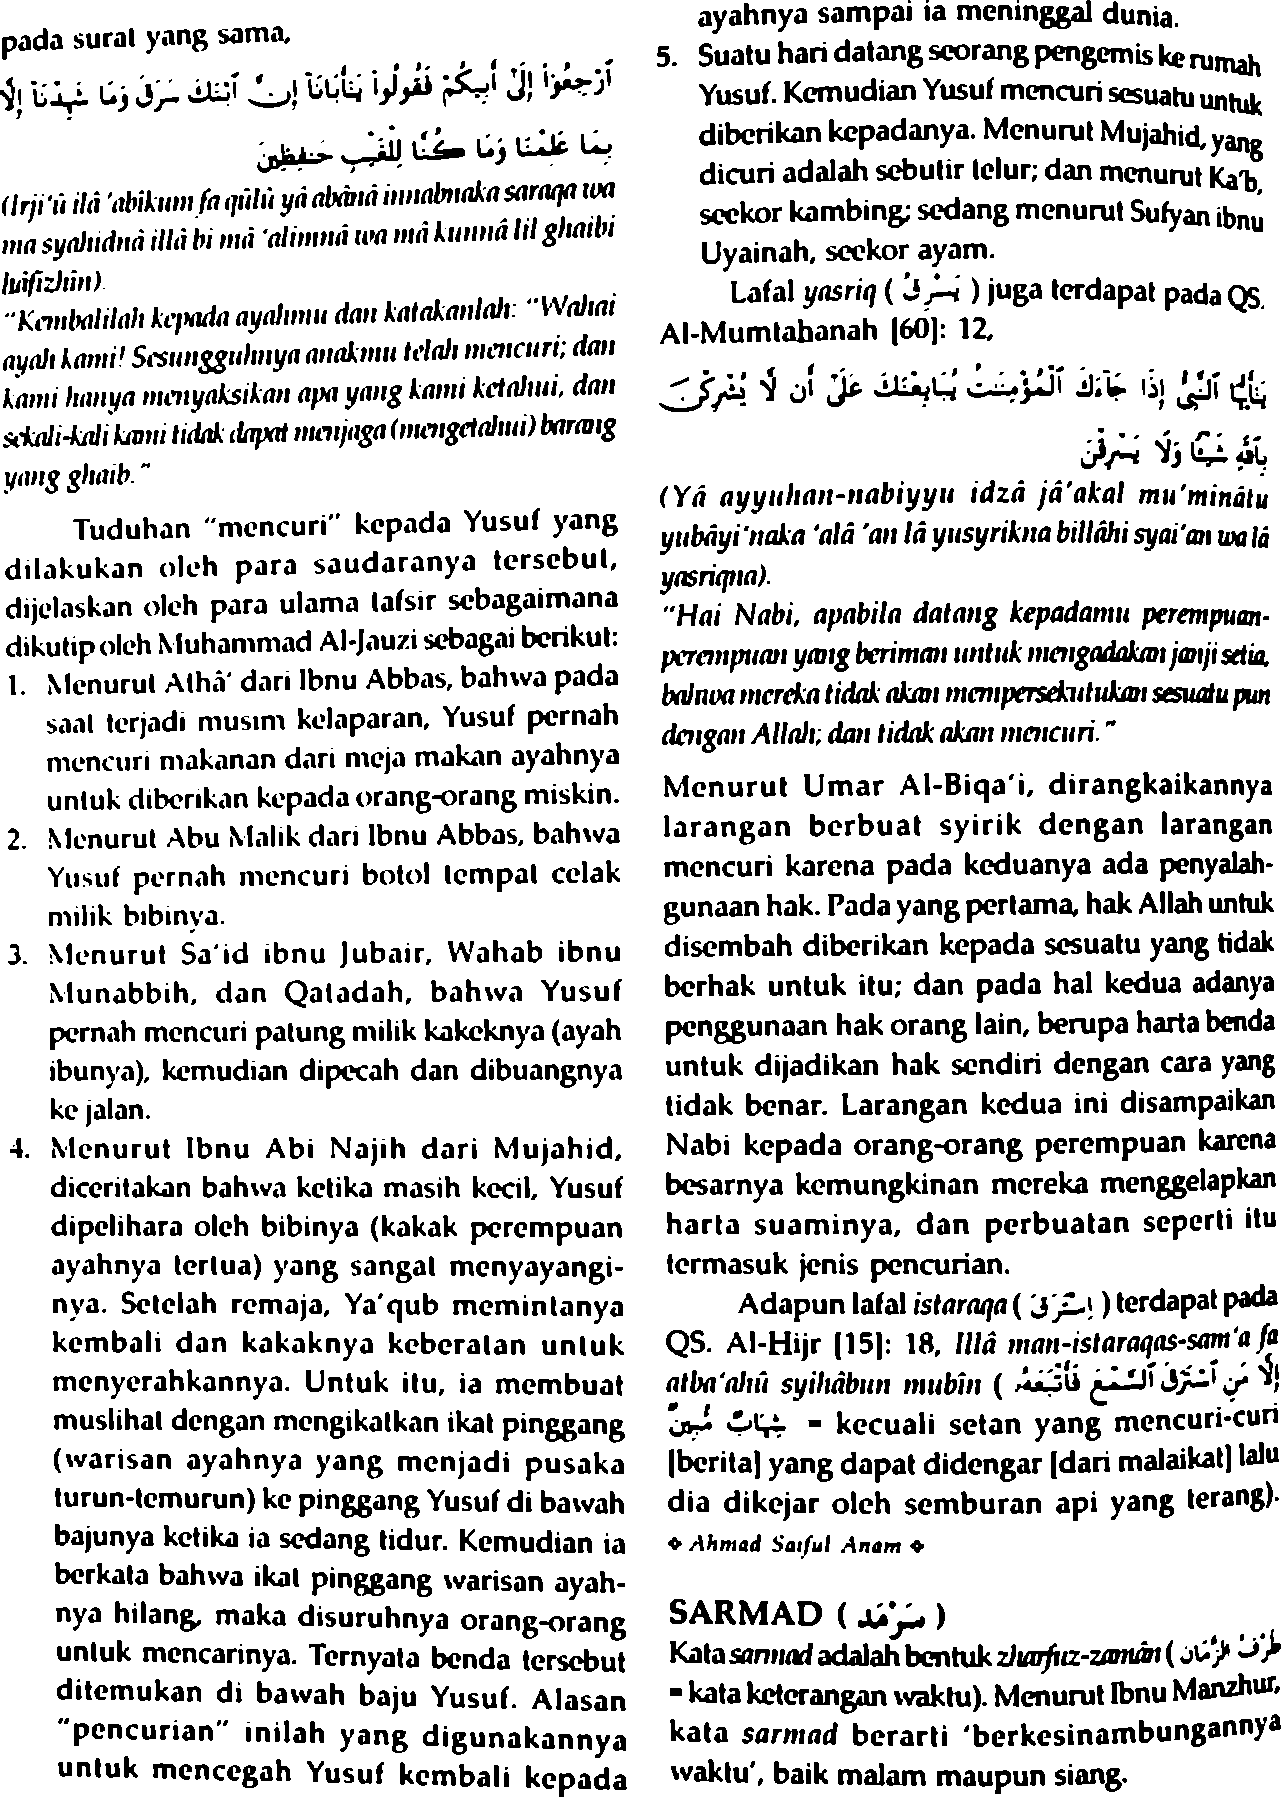 pada surat yang sama,
ٱرْجِعُوٓا۟ إِلَىٰٓ أَبِيكُمْ فَقُولُوا۟ يَٰٓأَبَانَآ إِنَّ ٱبْنَكَ سَرَقَ وَمَا شَهِدْنَآ إِلَّا
بِمَا عَلِمْنَا وَمَا كُنَّا لِلْغَيْبِ حَٰفِظِينَ
(Irji'û ilâ 'abîkum fa qûlû yâ abânâ innabnaka saraqa wa
ma syahidnâ illâ bi mâ 'alimnâ wa mâ kunnâ lil ghaibi
hâfizhîn).
"Kembalilah kepada ayahmu dan katakanlah: "Wahai
ayah kami! Sesungguhnya anakmu telah mencuri; dan
kami hanya menyaksikan apa yang kami ketahui, dan
sekali-kali kami tidak dapat menjaga (mengetahui) barang
yang ghaib."
Tuduhan "mencuri" kepada Yusuf yang
dilakukan oleh para saudaranya tersebut,
dijelaskan oleh para ulama tafsir sebagaimana
dikutip oleh Muhammad Al-Jauzi sebagai berikut:
1. Menurut Athâ' dari Ibnu Abbas, bahwa pada
saat terjadi musim kelaparan, Yusuf pernah
mencuri makanan dari meja makan ayahnya
untuk diberikan kepada orang-orang miskin.
2. Menurut Abu Malik dari Ibnu Abbas, bahwa
Yusuf pernah mencuri botol tempat celak
milik bibinya.
3. Menurut Sa'id ibnu Jubair, Wahab ibnu
Munabbih, dan Qatadah, bahwa Yusuf
pernah mencuri patung milik kakeknya (ayah
ibunya), kemudian dipecah dan dibuangnya
ke jalan.
4. Menurut Ibnu Abi Najih dari Mujahid,
diceritakan bahwa ketika masih kecil, Yusuf
dipelihara oleh bibinya (kakak perempuan
ayahnya tertua) yang sangat menyayangi-
nya. Setelah remaja, Ya'qub memintanya
kembali dan kakaknya keberatan untuk
menyerahkannya. Untuk itu, ia membuat
muslihat dengan mengikatkan ikat pinggang
(warisan ayahnya yang menjadi pusaka
turun-temurun) ke pinggang Yusuf di bawah
bajunya ketika ia sedang tidur. Kemudian ia
berkata bahwa ikat pinggang warisan ayah-
nya hilang, maka disuruhnya orang-orang
untuk mencarinya. Ternyata benda tersebut
ditemukan di bawah baju Yusuf. Alasan
"pencurian" inilah yang digunakannya
untuk mencegah Yusuf kembali kepada
ayahnya sampai ia meninggal dunia.
5. Suatu hari datang seorang pengemis ke rumah
Yusuf. Kemudian Yusuf mencuri sesuatu untuk
diberikan kepadanya. Menurut Mujahid, yang
dicuri adalah sebutir telur; dan menurut Ka'b,
seekor kambing; sedang menurut Sufyan ibnu
Uyainah, seekor ayam.
Lafal yasriq ( يَسْرِقْ ) juga terdapat pada QS.
Al-Mumtahanah [60]: 12,
يَٰٓأَيُّهَا ٱلنَّبِىُّ إِذَا جَآءَكَ ٱلْمُؤْمِنَٰتُ يُبَايِعْنَكَ عَلَىٰٓ أَن لَّا يُشْرِكْنَ
بِٱللَّهِ شَيْـًٔا وَلَا يَسْرِقْنَ
(Yâ ayyuhan-nabiyyu idzâ jâ'akal mu'minâtu
yubâyi'naka 'alâ 'an lâ yusyrikna billâhi syai'an wa lâ
yasriqna).
"Hai Nabi, apabila datang kepadamu perempuan-
perempuan yang beriman untuk mengadakan janji setia,
bahwa mereka tidak akan mempersekutukan sesuatu pun
dengan Allah; dan tidak akan mencuri."
Menurut Umar Al-Biqa'i, dirangkaikannya
larangan berbuat syirik dengan larangan
mencuri karena pada keduanya ada penyalah-
gunaan hak. Pada yang pertama, hak Allah untuk
disembah diberikan kepada sesuatu yang tidak
berhak untuk itu; dan pada hal kedua adanya
penggunaan hak orang lain, berupa harta benda
untuk dijadikan hak sendiri dengan cara yang
tidak benar. Larangan kedua ini disampaikan
Nabi kepada orang-orang perempuan karena
besarnya kemungkinan mereka menggelapkan
harta suaminya, dan perbuatan seperti itu
termasuk jenis pencurian.
Adapun lafal istaraqa ( اِسْتَرَقَ ) terdapat pada
QS. Al-Hijr [15]: 18, Illâ man-istaraqas-sam'a fa
atba'ahû syihâbun mubîn ( إِلَّا مَنِ ٱسْتَرَقَ ٱلسَّمْعَ فَأَتْبَعَهُۥ
شِهَابٌ مُّبِينٌ = kecuali setan yang mencuri-curi
[berita] yang dapat didengar [dari malaikat] lalu
dia dikejar oleh semburan api yang terang).
❖ Ahmad Saiful Anam ❖
SARMAD ( سَرْمَد )
Kata sarmad adalah bentuk zharfuz-zamân ( ظَرْفُ الزَّمَانِ
= kata keterangan waktu). Menurut Ibnu Manzhur,
kata sarmad berarti 'berkesinambungannya
waktu', baik malam maupun siang.